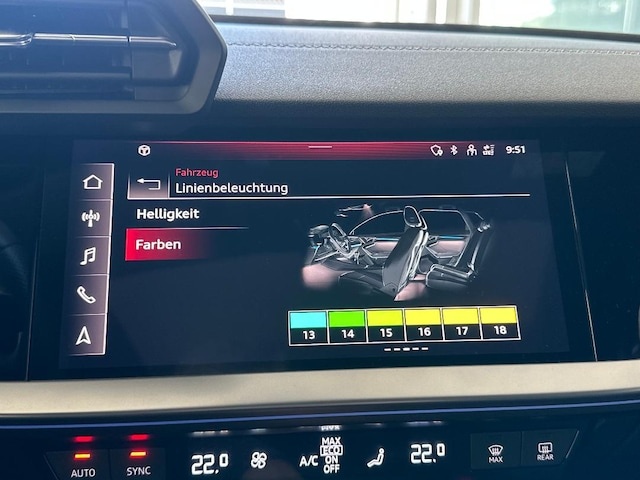 9:51
Fahrzeug
Linienbeleuchtung
Helligkeit
Farben
13 14 15 16 17 18
AUTO SYNC 22.0 A/C MAX ECO ON OFF 22.0 MAX REAR